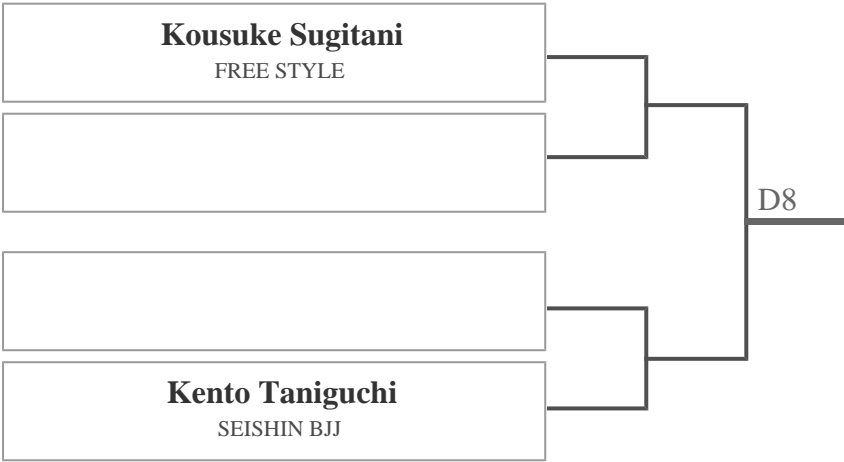 Kousuke Sugitani
FREE STYLE
D8
Kento Taniguchi
SEISHIN BJJ